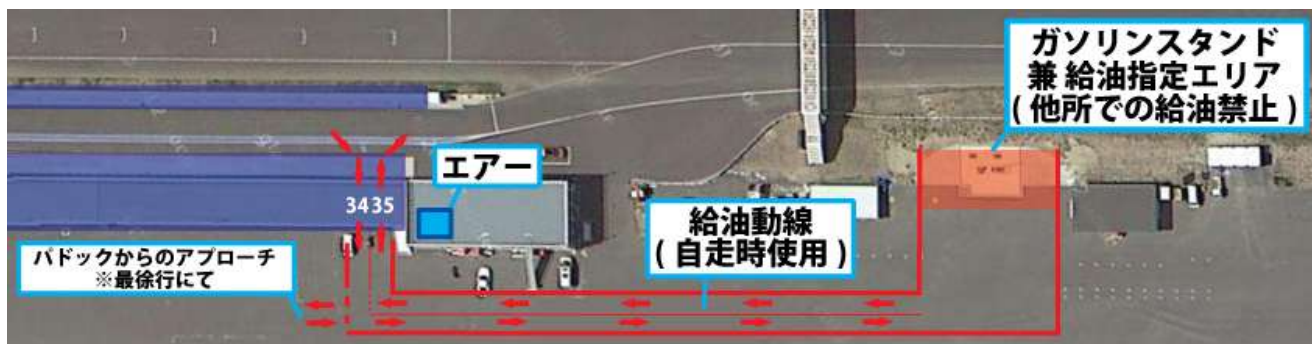 ガソリンスタンド
兼 給油指定エリア
( 他所での給油禁止 )
エアー
34 35
給油動線
( 自走時使用 )
パドックからのアプローチ
※最徐行にて